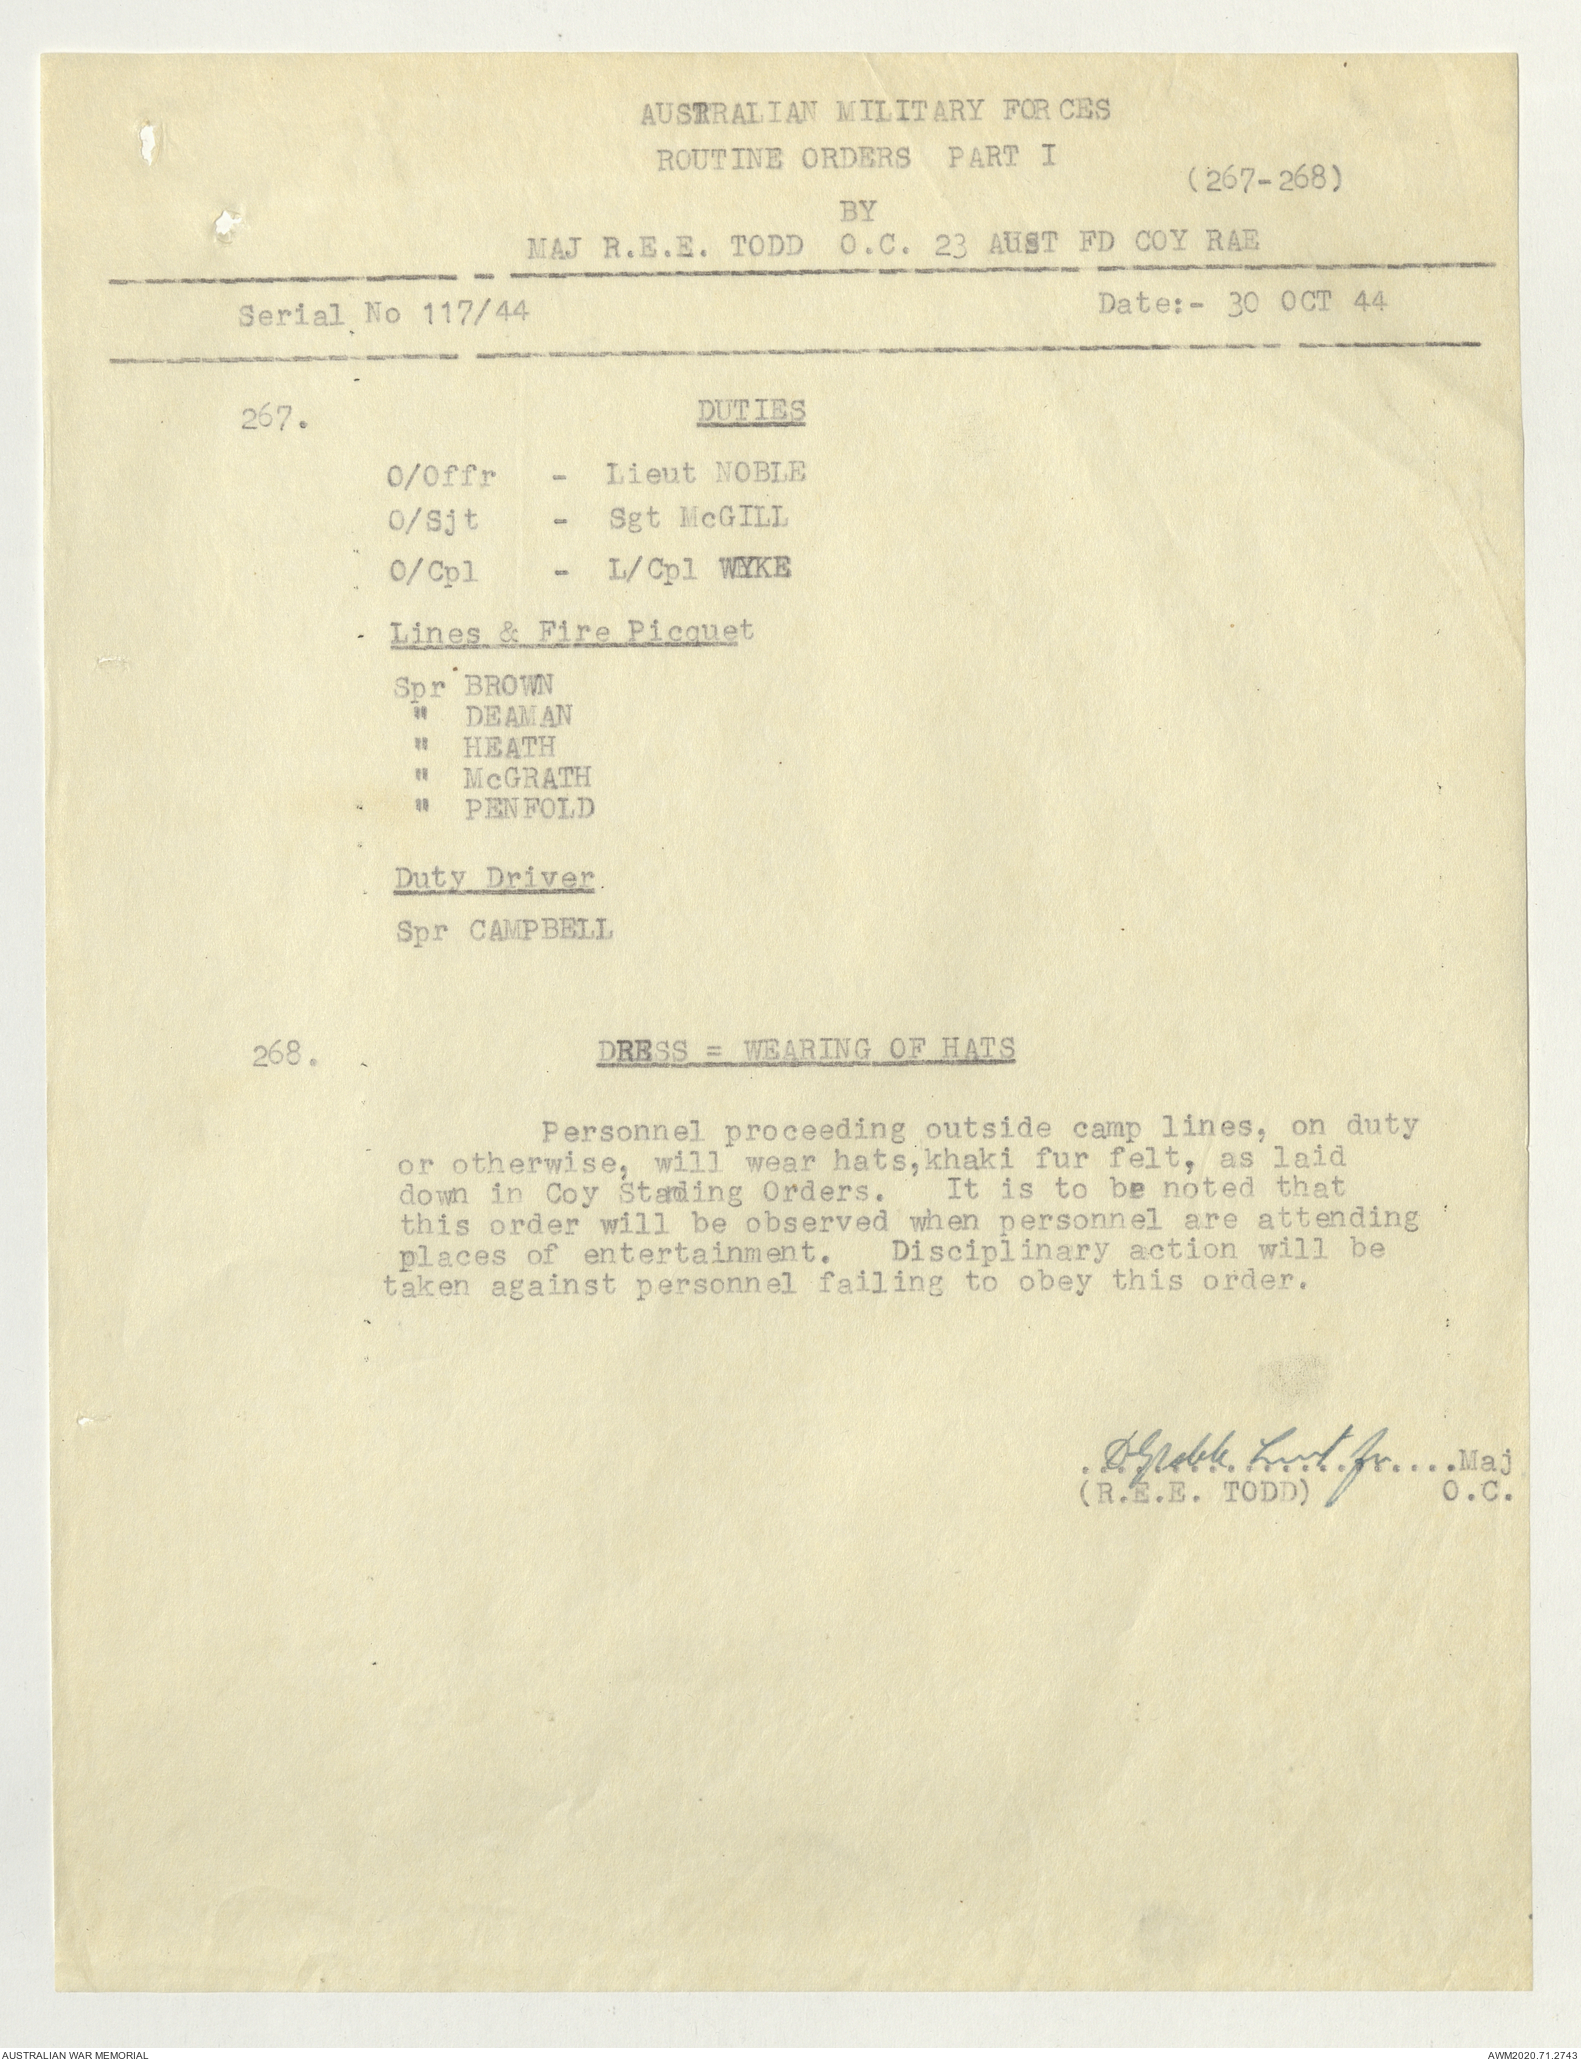 AUSTRALIAN MILITARY FORCES
ROUTINE ORDERS PART I
(267-268)
BY
MAJ R.E.E. TODD O.C. 23 AUST FD COY RAE
Serial No 117/44 Date:- 30 OCT 44
267. DUTIES
O/Offr - Lieut NOBLE
O/Sjt - Sgt McGILL
O/Cpl - L/Cpl WYKE
Lines & Fire Picquet
Spr BROWN
" DEAMAN
" HEATH
" McGRATH
" PENFOLD
Duty Driver
Spr CAMPBELL
268. DRESS = WEARING OF HATS
Personnel proceeding outside camp lines, on duty
or otherwise, will wear hats,khaki fur felt, as laid
down in Coy Standing Orders. It is to be noted that
this order will be observed when personnel are attending
places of entertainment. Disciplinary action will be
taken against personnel failing to obey this order.
Lieut for ....Maj
(R.E.E. TODD) O.C.
AUSTRALIAN WAR MEMORIAL AWM2020.71.2743